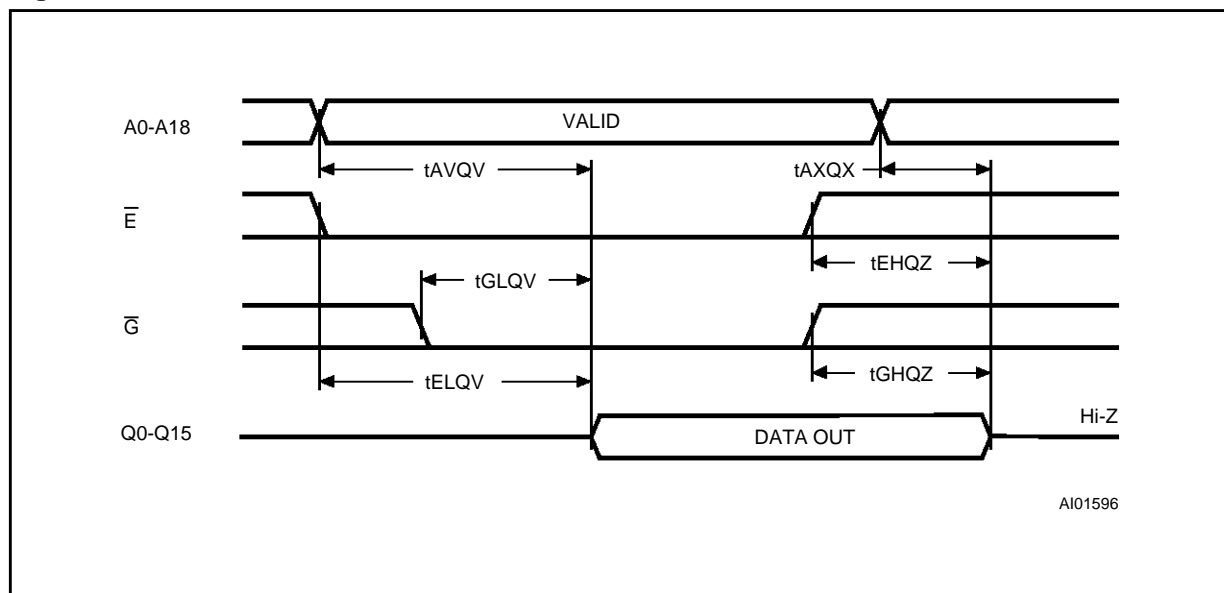 A0-A18
VALID
tAVQV
tAXQX
E
tEHQZ
tGLQV
G
tGHQZ
tELQV
Hi-Z
Q0-Q15
DATA OUT
AI01596